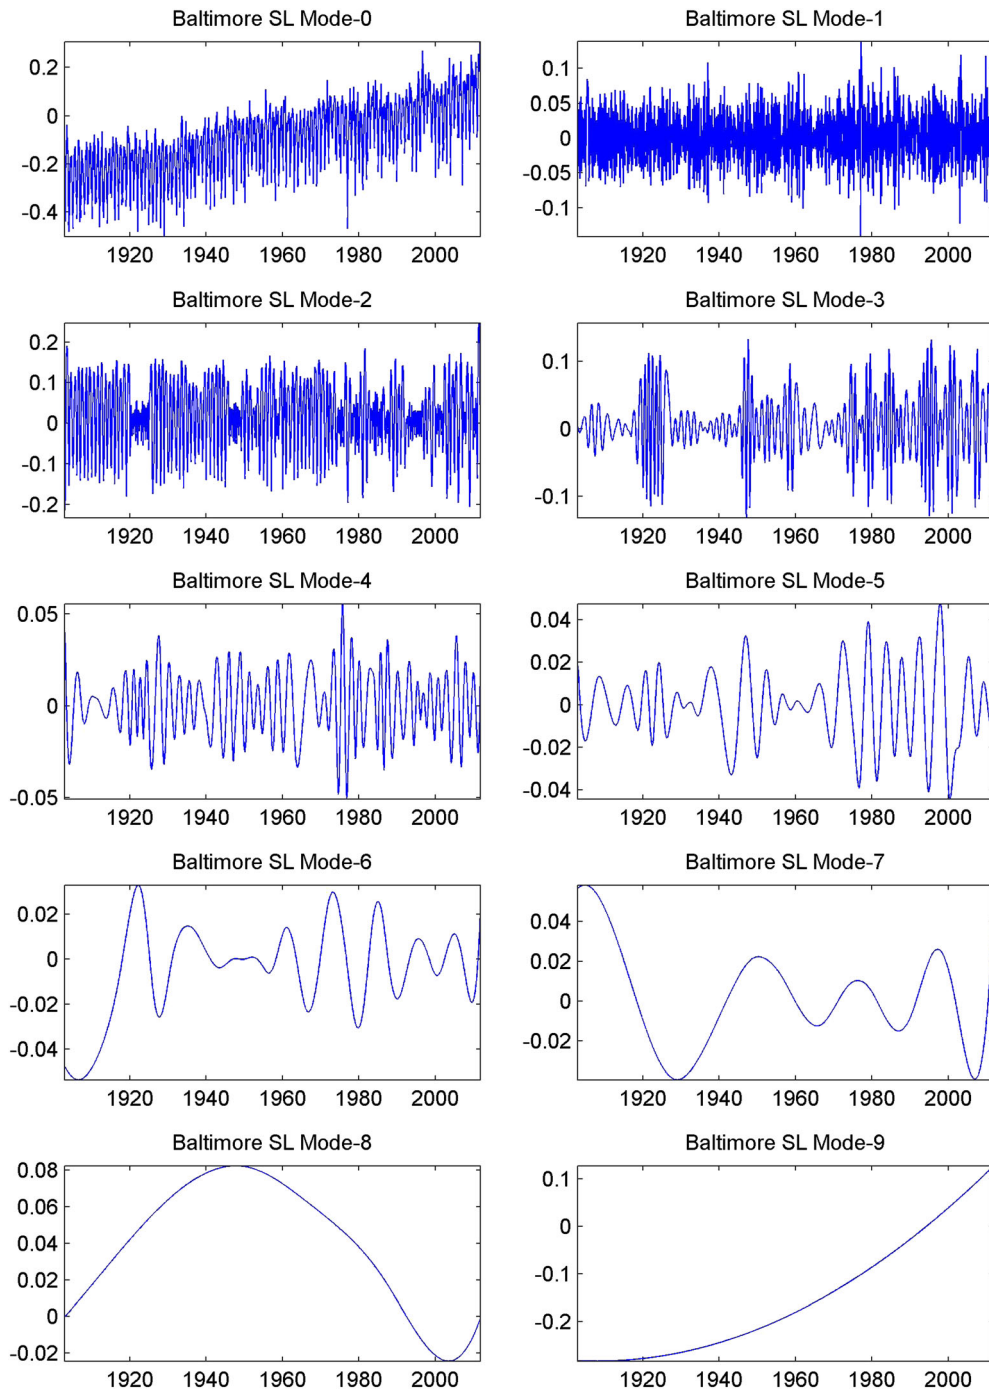 Baltimore SL Mode-0
0.2
0
-0.2
-0.4
1920 1940 1960 1980 2000
Baltimore SL Mode-1
0.1
0.05
0
-0.05
-0.1
1920 1940 1960 1980 2000
Baltimore SL Mode-2
0.2
0.1
0
-0.1
-0.2
1920 1940 1960 1980 2000
Baltimore SL Mode-3
0.1
0
-0.1
1920 1940 1960 1980 2000
Baltimore SL Mode-4
0.05
0
-0.05
1920 1940 1960 1980 2000
Baltimore SL Mode-5
0.04
0.02
0
-0.02
-0.04
1920 1940 1960 1980 2000
Baltimore SL Mode-6
0.02
0
-0.02
-0.04
1920 1940 1960 1980 2000
Baltimore SL Mode-7
0.04
0.02
0
-0.02
1920 1940 1960 1980 2000
Baltimore SL Mode-8
0.08
0.06
0.04
0.02
0
-0.02
1920 1940 1960 1980 2000
Baltimore SL Mode-9
0.1
0
-0.1
-0.2
1920 1940 1960 1980 2000